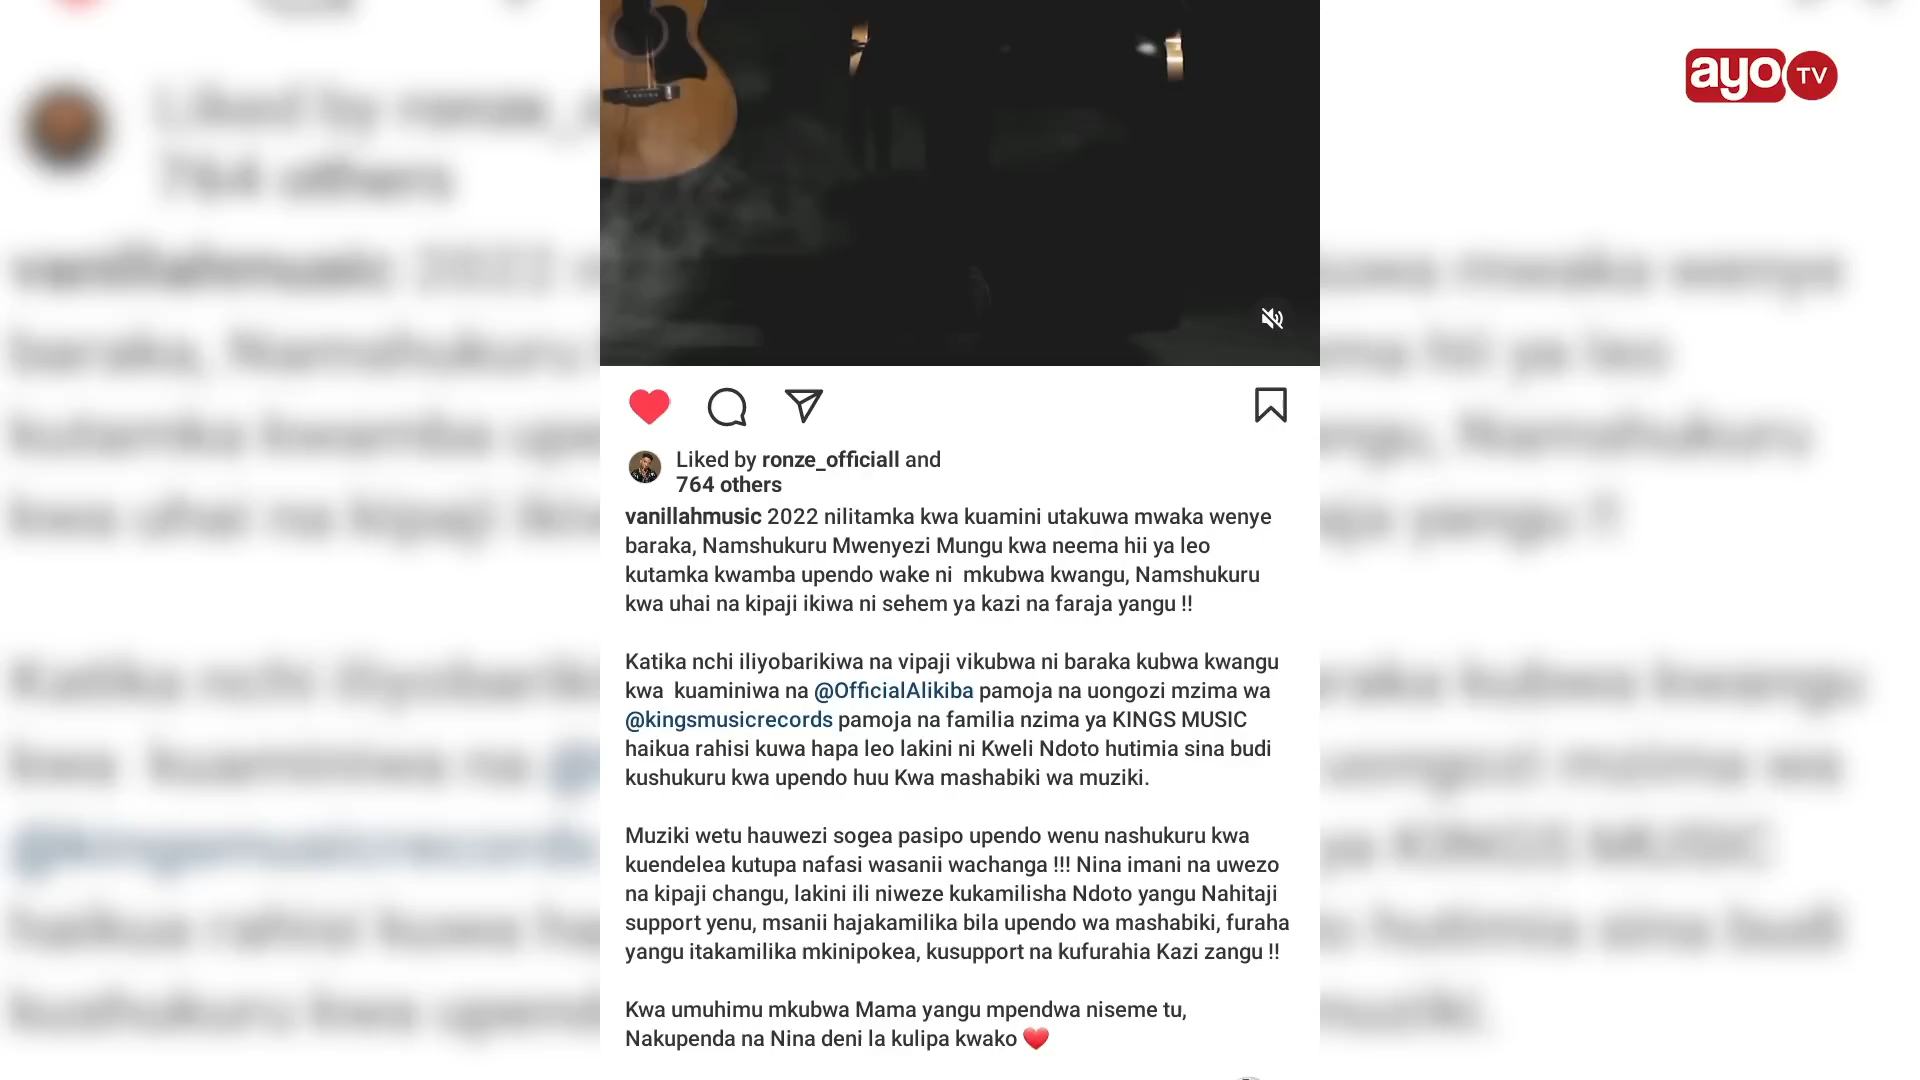 ayo TV
Liked by ronze_officiall and
764 others
vanillahmusic 2022 nilitamka kwa kuamini utakuwa mwaka wenye
baraka, Namshukuru Mwenyezi Mungu kwa neema hii ya leo
kutamka kwamba upendo wake ni  mkubwa kwangu, Namshukuru
kwa uhai na kipaji ikiwa ni sehem ya kazi na faraja yangu !!
Katika nchi iliyobarikiwa na vipaji vikubwa ni baraka kubwa kwangu
kwa  kuaminiwa na @OfficialAlikiba pamoja na uongozi mzima wa
@kingsmusicrecords pamoja na familia nzima ya KINGS MUSIC
haikua rahisi kuwa hapa leo lakini ni Kweli Ndoto hutimia sina budi
kushukuru kwa upendo huu Kwa mashabiki wa muziki.
Muziki wetu hauwezi sogea pasipo upendo wenu nashukuru kwa
kuendelea kutupa nafasi wasanii wachanga !!! Nina imani na uwezo
na kipaji changu, lakini ili niweze kukamilisha Ndoto yangu Nahitaji
support yenu, msanii hajakamilika bila upendo wa mashabiki, furaha
yangu itakamilika mkinipokea, kusupport na kufurahia Kazi zangu !!
Kwa umuhimu mkubwa Mama yangu mpendwa niseme tu,
Nakupenda na Nina deni la kulipa kwako ❤️